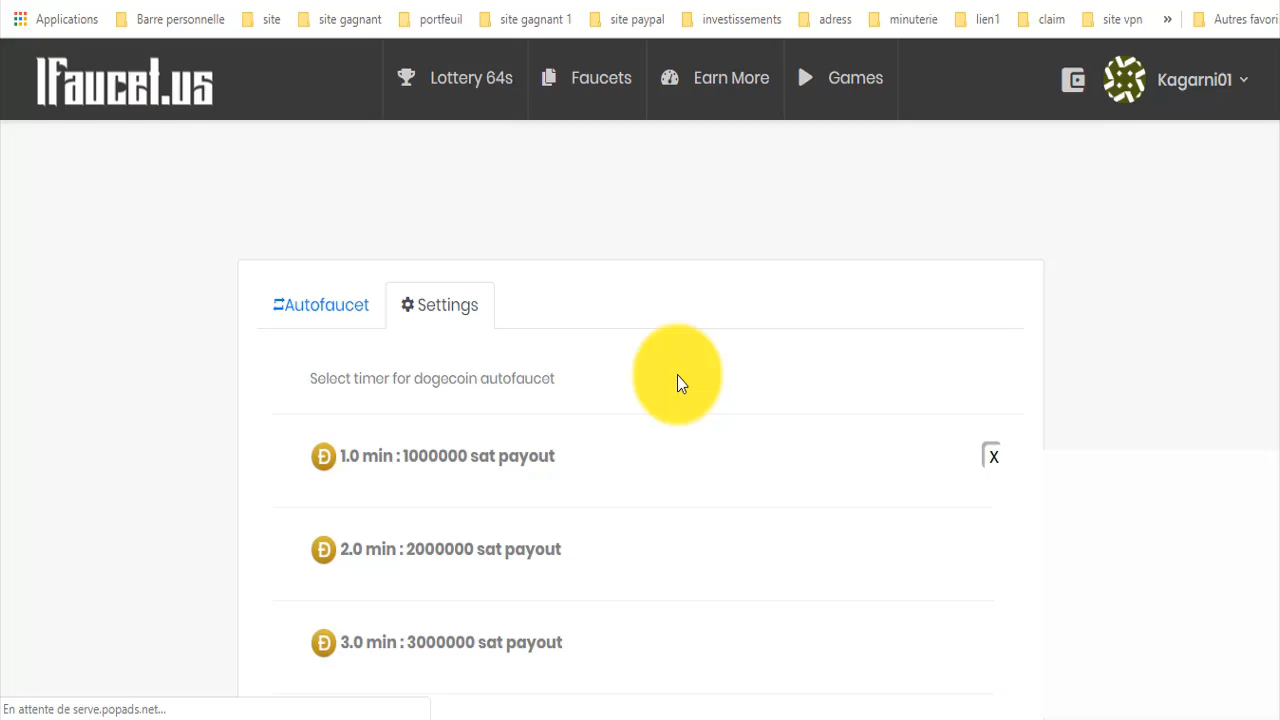 Applications Barre personnelle site site gagnant portfeuil site gagnant 1 site paypal investissements adress minuterie lien1 claim site vpn » Autres favori
1Faucet.us Lottery 64s Faucets Earn More Games Kagarni01
Autofaucet Settings
Select timer for dogecoin autofaucet
1.0 min : 1000000 sat payout X
2.0 min : 2000000 sat payout
3.0 min : 3000000 sat payout
En attente de serve.popads.net...